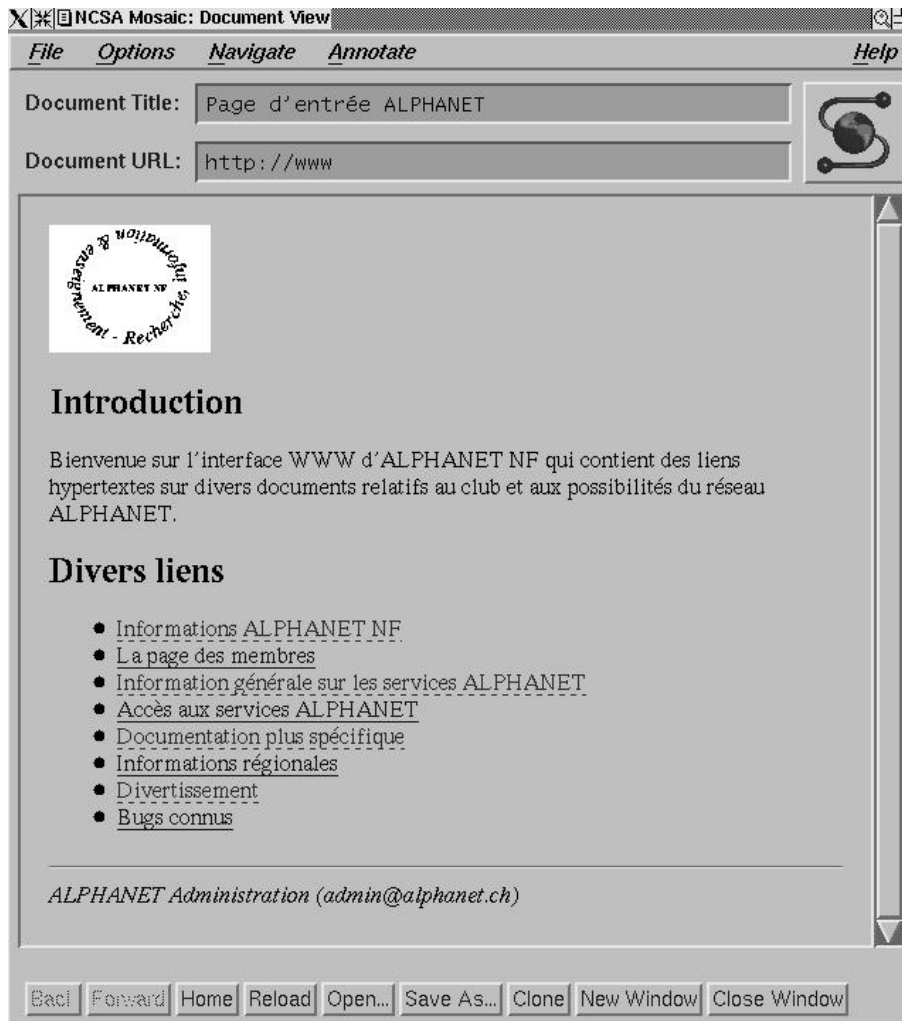 NCSA Mosaic: Document View
File Options Navigate Annotate Help
Document Title: Page d'entrée ALPHANET
Document URL: http://www
ALPHANET NF
Recherche, information & enseignement -
Introduction
Bienvenue sur l'interface WWW d'ALPHANET NF qui contient des liens
hypertextes sur divers documents relatifs au club et aux possibilités du réseau
ALPHANET.
Divers liens
Informations ALPHANET NF
La page des membres
Information générale sur les services ALPHANET
Accès aux services ALPHANET
Documentation plus spécifique
Informations régionales
Divertissement
Bugs connus
ALPHANET Administration (admin@alphanet.ch)
Bacl Forward Home Reload Open... Save As... Clone New Window Close Window